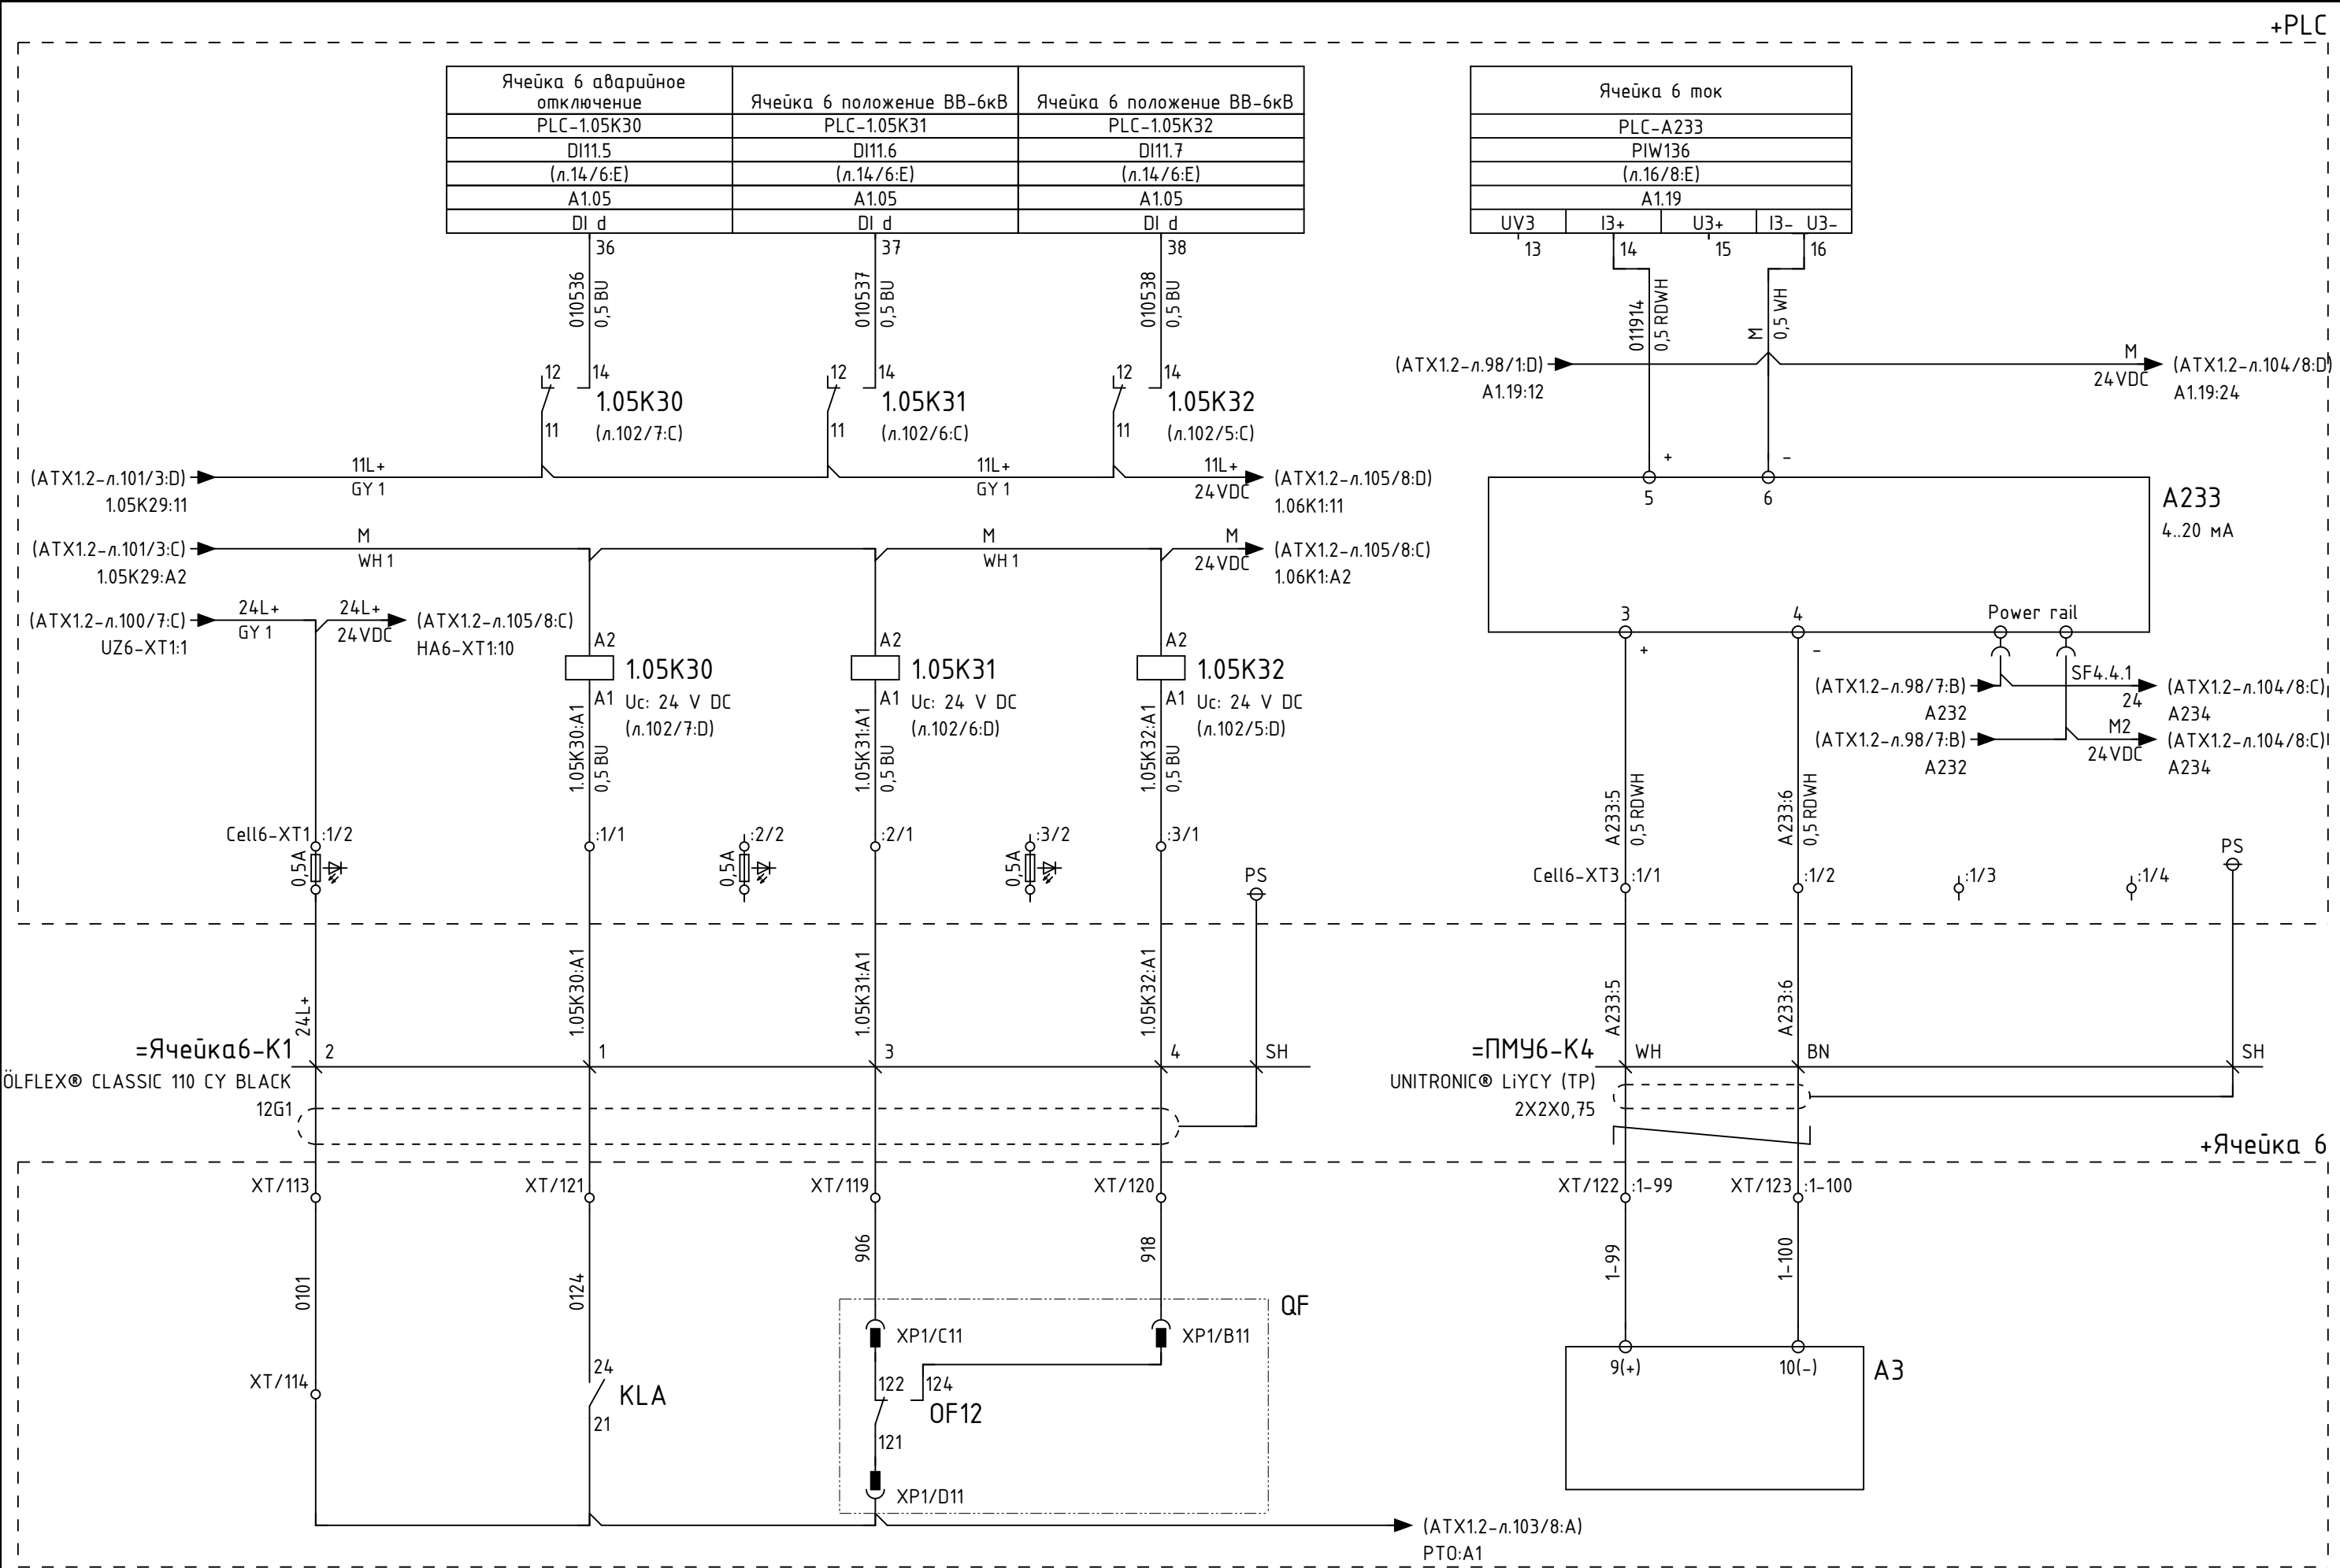 +PLC
Ячейка 6 аварийное
отключение
Ячейка 6 положение ВВ-6кВ
Ячейка 6 положение ВВ-6кВ
PLC-1.05K30
PLC-1.05K31
PLC-1.05K32
DI11.5
DI11.6
DI11.7
(л.14/6:E)
(л.14/6:E)
(л.14/6:E)
A1.05
A1.05
A1.05
DI d
DI d
DI d
36
37
38
Ячейка 6 ток
PLC-A233
PIW136
(л.16/8:E)
A1.19
UV3
I3+
U3+
I3-
U3-
13
14
15
16
010536
0,5 BU
010537
0,5 BU
010538
0,5 BU
011914
0,5 RDWH
M
0,5 WH
(ATX1.2-л.98/1:D)
A1.19:12
M
24VDC
(ATX1.2-л.104/8:D)
A1.19:24
12
14
1.05K30
11
(л.102/7:C)
12
14
1.05K31
11
(л.102/6:C)
12
14
1.05K32
11
(л.102/5:C)
(ATX1.2-л.101/3:D)
1.05K29:11
11L+
GY 1
11L+
GY 1
11L+
24VDC
(ATX1.2-л.105/8:D)
1.06K1:11
+
-
5
6
A233
4..20 мА
(ATX1.2-л.101/3:C)
1.05K29:A2
M
WH 1
M
WH 1
M
24VDC
(ATX1.2-л.105/8:C)
1.06K1:A2
(ATX1.2-л.100/7:C)
UZ6-XT1:1
24L+
GY 1
24L+
24VDC
(ATX1.2-л.105/8:C)
HA6-XT1:10
3
4
Power rail
+
-
A2
1.05K30
A1
Uc: 24 V DC
(л.102/7:D)
A2
1.05K31
A1
Uc: 24 V DC
(л.102/6:D)
A2
1.05K32
A1
Uc: 24 V DC
(л.102/5:D)
(ATX1.2-л.98/7:B)
A232
SF4.4.1
24
(ATX1.2-л.104/8:C)
A234
(ATX1.2-л.98/7:B)
A232
M2
24VDC
(ATX1.2-л.104/8:C)
A234
1.05K30:A1
0,5 BU
1.05K31:A1
0,5 BU
1.05K32:A1
0,5 BU
A233:5
0,5 RDWH
A233:6
0,5 RDWH
Cell6-XT1
:1/2
0,5A
:1/1
:2/2
0,5A
:2/1
:3/2
0,5A
:3/1
PS
Cell6-XT3
:1/1
:1/2
:1/3
:1/4
PS
24L+
1.05K30:A1
1.05K31:A1
1.05K32:A1
A233:5
A233:6
=Ячейка6-K1
2
1
3
4
SH
ÖLFLEX® CLASSIC 110 CY BLACK
12G1
=ПМУ6-K4
WH
BN
SH
UNITRONIC® LiYCY (TP)
2X2X0,75
+Ячейка 6
XT/113
XT/121
XT/119
XT/120
XT/122
:1-99
XT/123
:1-100
0101
0124
906
918
1-99
1-100
QF
XP1/C11
XP1/B11
XT/114
24
KLA
21
122
124
OF12
121
XP1/D11
9(+)
10(-)
A3
(ATX1.2-л.103/8:A)
PTO:A1